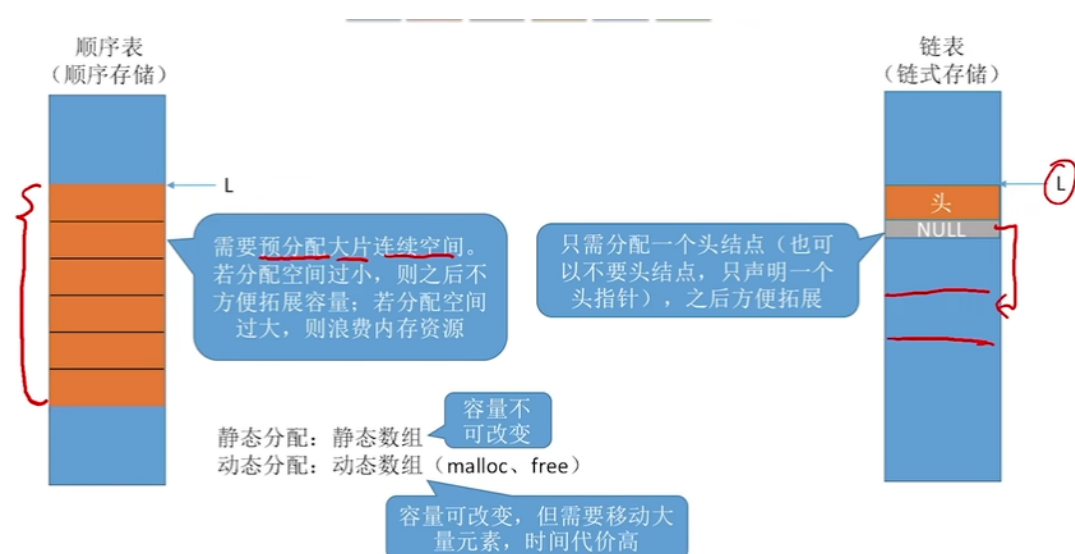 顺序表
（顺序存储）
L
需要预分配大片连续空间。
若分配空间过小，则之后不
方便拓展容量；若分配空间
过大，则浪费内存资源
静态分配：静态数组
动态分配：动态数组（malloc、free）
容量不
可改变
容量可改变，但需要移动大
量元素，时间代价高
链表
（链式存储）
L
头
NULL
只需分配一个头结点（也可
以不要头结点，只声明一个
头指针），之后方便拓展